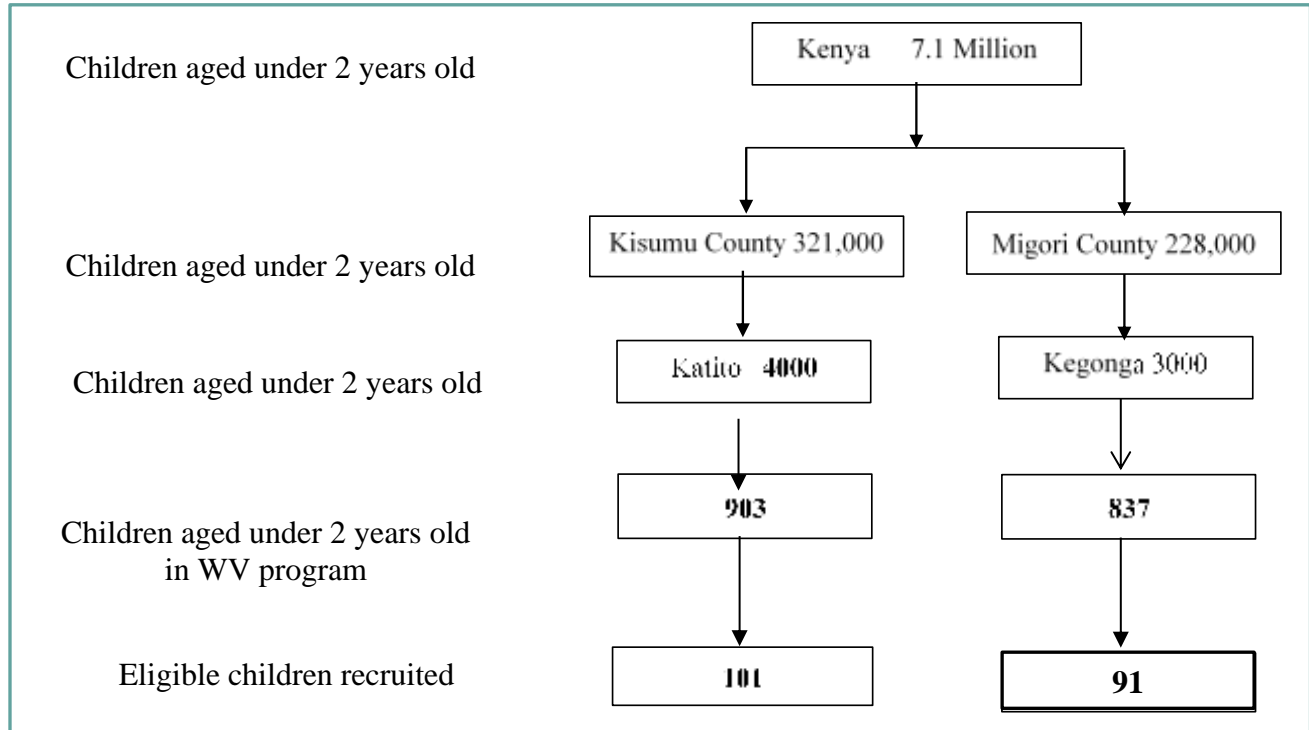 Children aged under 2 years old
Kenya 7.1 Million
Children aged under 2 years old
Kisumu County 321,000
Migori County 228,000
Children aged under 2 years old
Katito 4000
Kegonga 3000
Children aged under 2 years old
in WV program
903
837
Eligible children recruited
101
91